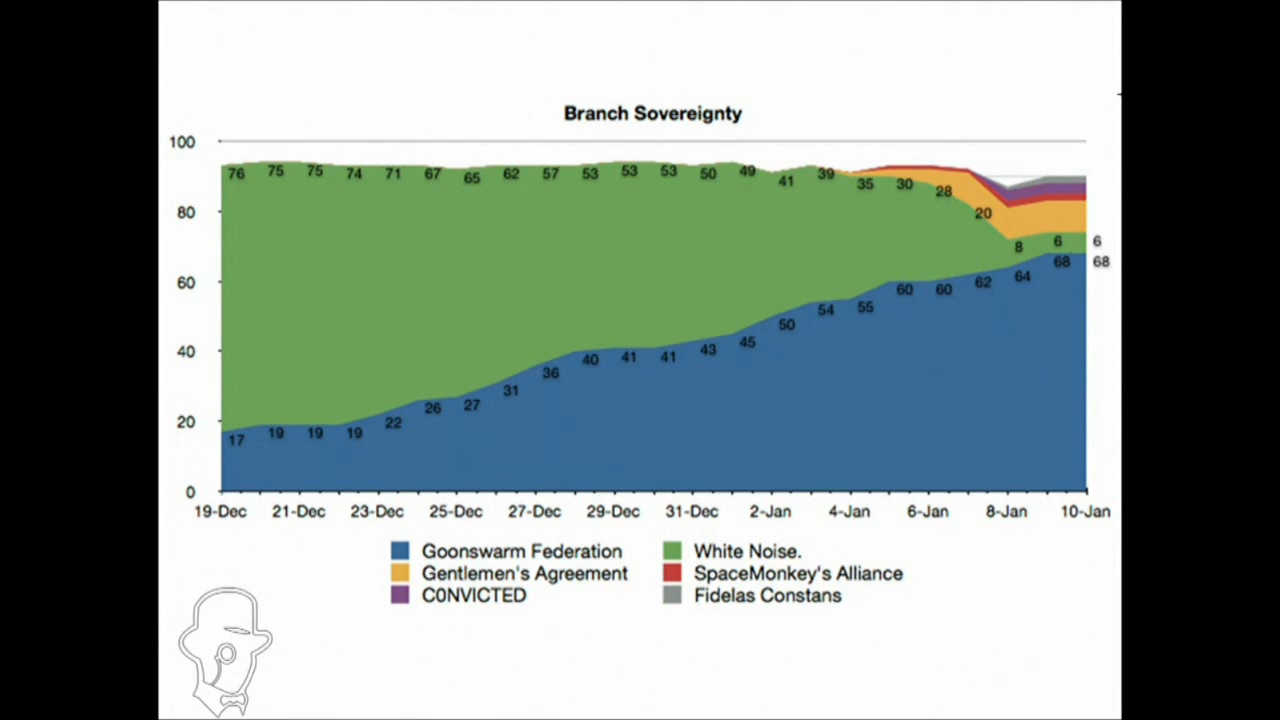 Branch Sovereignty
100
80
60
40
20
0
76 75 75 74 71 67 65 62 57 53 53 53 50 49 41 39 35 30 28 20 8 6 6
17 19 19 19 22 26 27 31 36 40 41 41 43 45 50 54 55 60 60 62 64 68 68
19-Dec 21-Dec 23-Dec 25-Dec 27-Dec 29-Dec 31-Dec 2-Jan 4-Jan 6-Jan 8-Jan 10-Jan
Goonswarm Federation White Noise.
Gentlemen's Agreement SpaceMonkey's Alliance
C0NVICTED Fidelas Constans